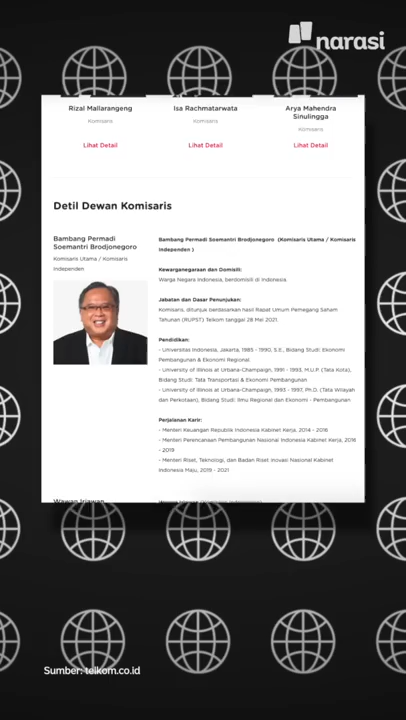 narasi
Rizal Mallarangeng
Komisaris
Lihat Detail
Isa Rachmatarwata
Komisaris
Lihat Detail
Arya Mahendra
Sinulingga
Komisaris
Lihat Detail
Detil Dewan Komisaris
Bambang Permadi
Soemantri Brodjonegoro
Komisaris Utama / Komisaris
Independen
Bambang Permadi Soemantri Brodjonegoro (Komisaris Utama / Komisaris
Independen )
Kewarganegaraan dan Domisili:
Warga Negara Indonesia, berdomisili di Indonesia.
Jabatan dan Dasar Penunjukan:
Komisaris, ditunjuk berdasarkan hasil Rapat Umum Pemegang Saham
Tahunan (RUPST) Telkom tanggal 28 Mei 2021.
Pendidikan:
- Universitas Indonesia, Jakarta, 1985 - 1990, S.E., Bidang Studi: Ekonomi
Pembangunan & Ekonomi Regional
- University of Illinois at Urbana-Champaign, 1991 - 1993, M.U.P. (Tata Kota),
Bidang Studi: Tata Transportasi & Ekonomi Pembangunan
- University of Illinois at Urbana-Champaign, 1993 - 1997, Ph.D. (Tata Wilayah
dan Perkotaan), Bidang Studi: Ilmu Regional dan Ekonomi - Pembangunan
Perjalanan Karir:
- Menteri Keuangan Republik Indonesia Kabinet Kerja, 2014 - 2016
- Menteri Perencanaan Pembangunan Nasional Indonesia Kabinet Kerja, 2016
- 2019
- Menteri Riset, Teknologi, dan Badan Riset Inovasi Nasional Kabinet
Indonesia Maju, 2019 - 2021
Wawan Iriawan
Sumber: telkom.co.id